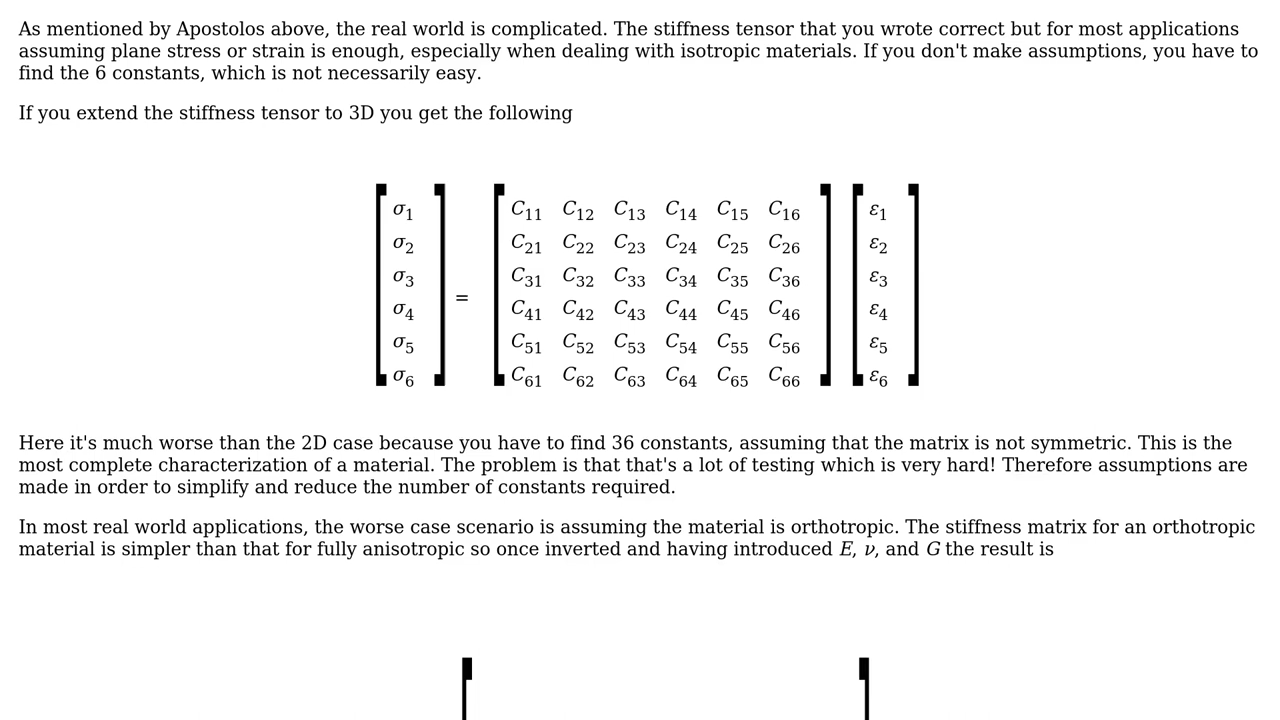 As mentioned by Apostolos above, the real world is complicated. The stiffness tensor that you wrote correct but for most applications
assuming plane stress or strain is enough, especially when dealing with isotropic materials. If you don't make assumptions, you have to
find the 6 constants, which is not necessarily easy.
If you extend the stiffness tensor to 3D you get the following
σ1 C11 C12 C13 C14 C15 C16 ε1
σ2 C21 C22 C23 C24 C25 C26 ε2
σ3 C31 C32 C33 C34 C35 C36 ε3
=
σ4 C41 C42 C43 C44 C45 C46 ε4
σ5 C51 C52 C53 C54 C55 C56 ε5
σ6 C61 C62 C63 C64 C65 C66 ε6
Here it's much worse than the 2D case because you have to find 36 constants, assuming that the matrix is not symmetric. This is the
most complete characterization of a material. The problem is that that's a lot of testing which is very hard! Therefore assumptions are
made in order to simplify and reduce the number of constants required.
In most real world applications, the worse case scenario is assuming the material is orthotropic. The stiffness matrix for an orthotropic
material is simpler than that for fully anisotropic so once inverted and having introduced E, ν, and G the result is